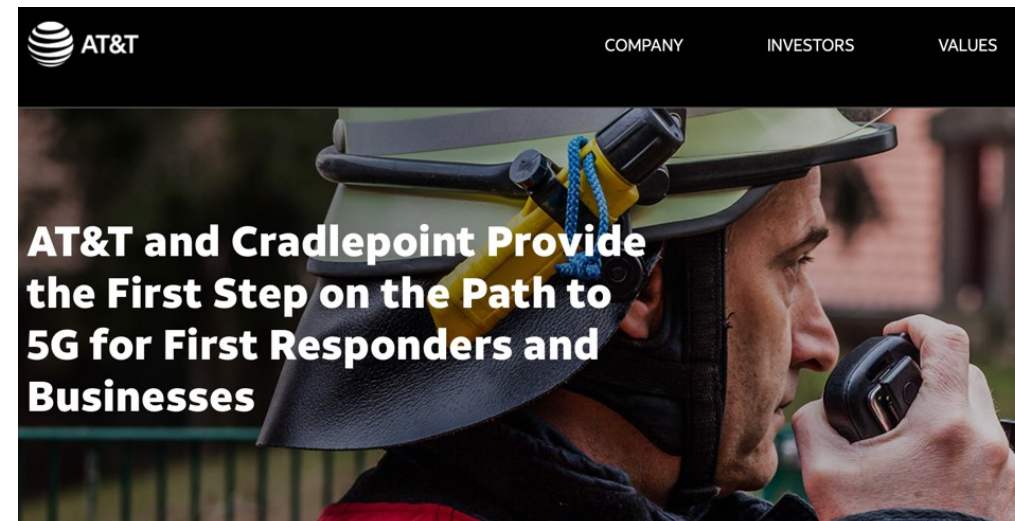 AT&T
COMPANY
INVESTORS
VALUES
AT&T and Cradlepoint Provide
the First Step on the Path to
5G for First Responders and
Businesses